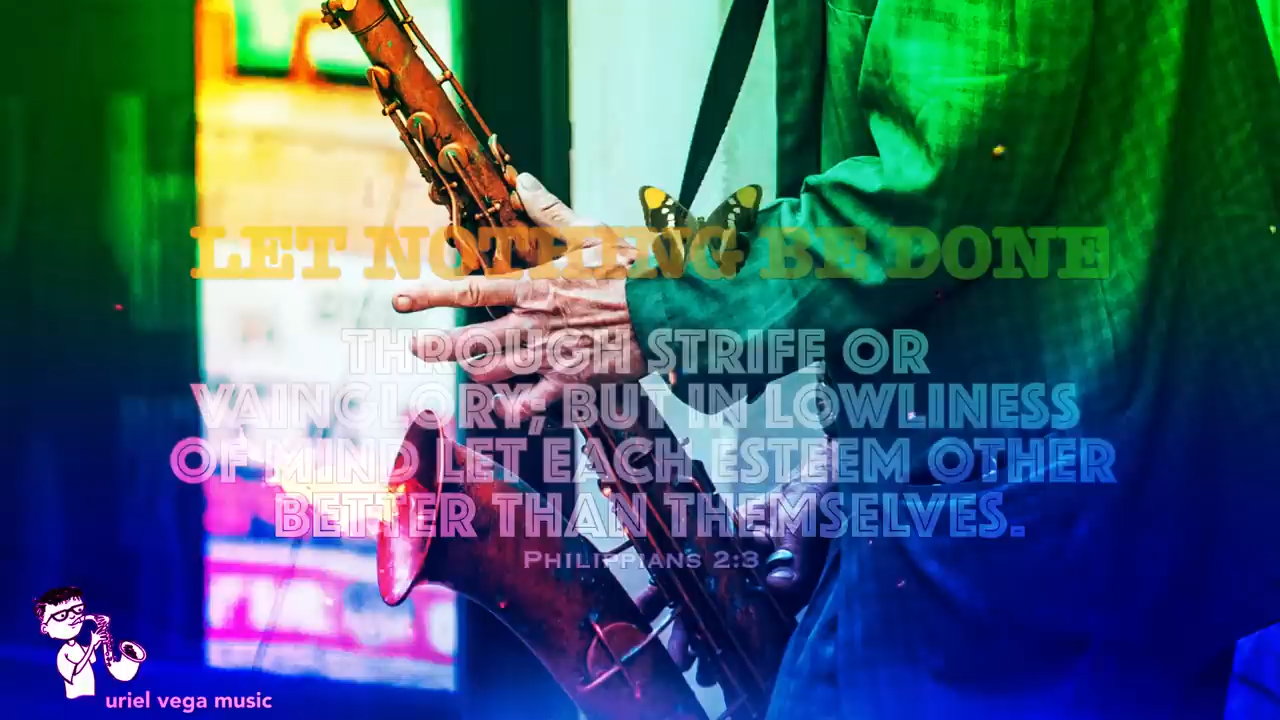 LET NOTHING BE DONE
THROUGH STRIFE OR
VAINGLORY; BUT IN LOWLINESS
OF MIND LET EACH ESTEEM OTHER
BETTER THAN THEMSELVES.
PHILIPPIANS 2:3
uriel vega music